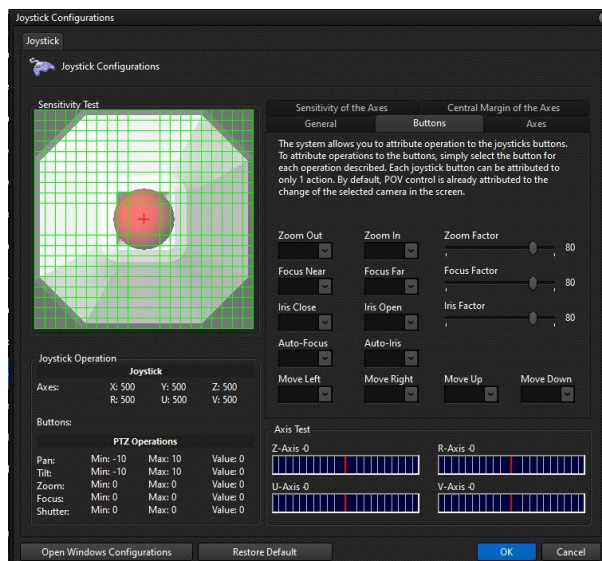 Joystick Configurations
Joystick
Joystick Configurations
Sensitivity Test
Sensitivity of the Axes Central Margin of the Axes
General Buttons Axes
The system allows you to attribute operation to the joysticks buttons.
To attribute operations to the buttons, simply select the button for
each operation described. Each joystick button can be attributed to
only 1 action. By default, POV control is already attributed to the
change of the selected camera in the screen.
Zoom Out Zoom In Zoom Factor
80
Focus Near Focus Far Focus Factor
80
Iris Close Iris Open Iris Factor
80
Auto-Focus Auto-Iris
Move Left Move Right Move Up Move Down
Joystick Operation
Joystick
Axes: X: 500 Y: 500 Z: 500
R: 500 U: 500 V: 500
Buttons:
PTZ Operations
Pan: Min: -10 Max: 10 Value: 0
Tilt: Min: -10 Max: 10 Value: 0
Zoom: Min: 0 Max: 0 Value: 0
Focus: Min: 0 Max: 0 Value: 0
Shutter: Min: 0 Max: 0 Value: 0
Axis Test
Z-Axis -0 R-Axis -0
U-Axis -0 V-Axis -0
Open Windows Configurations Restore Default OK Cancel